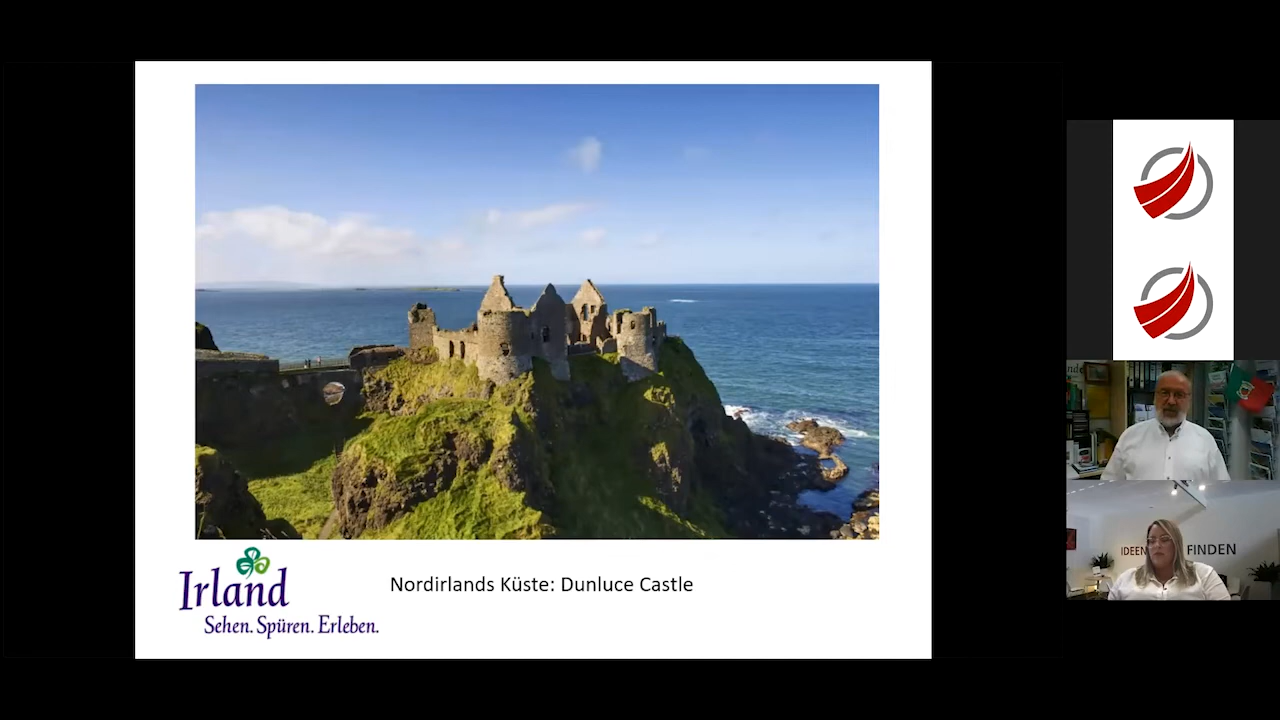 Irland
Sehen. Spüren. Erleben.
Nordirlands Küste: Dunluce Castle
IDEEN FINDEN